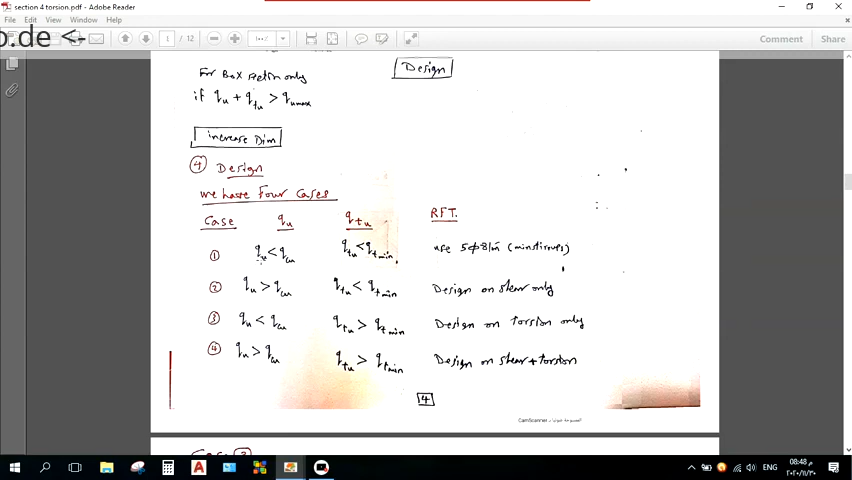 section 4 torsion.pdf - Adobe Reader
File Edit View Window Help
o.de <-
1 / 12
Comment Share
For Box section only
Design
if qu + qtu > qumax
increase Dim
④ Design
we have Four Cases
Case qu qtu RFT.
① qu < qcu qtu < qtmin use 5φ8/m (min stirrups)
② qu > qcu qtu < qtmin Design on shear only
③ qu < qcu qtu > qtmin Design on torsion only
④ qu > qcu qtu > qtmin Design on shear + torsion
4
CamScanner
ENG
08:48 م